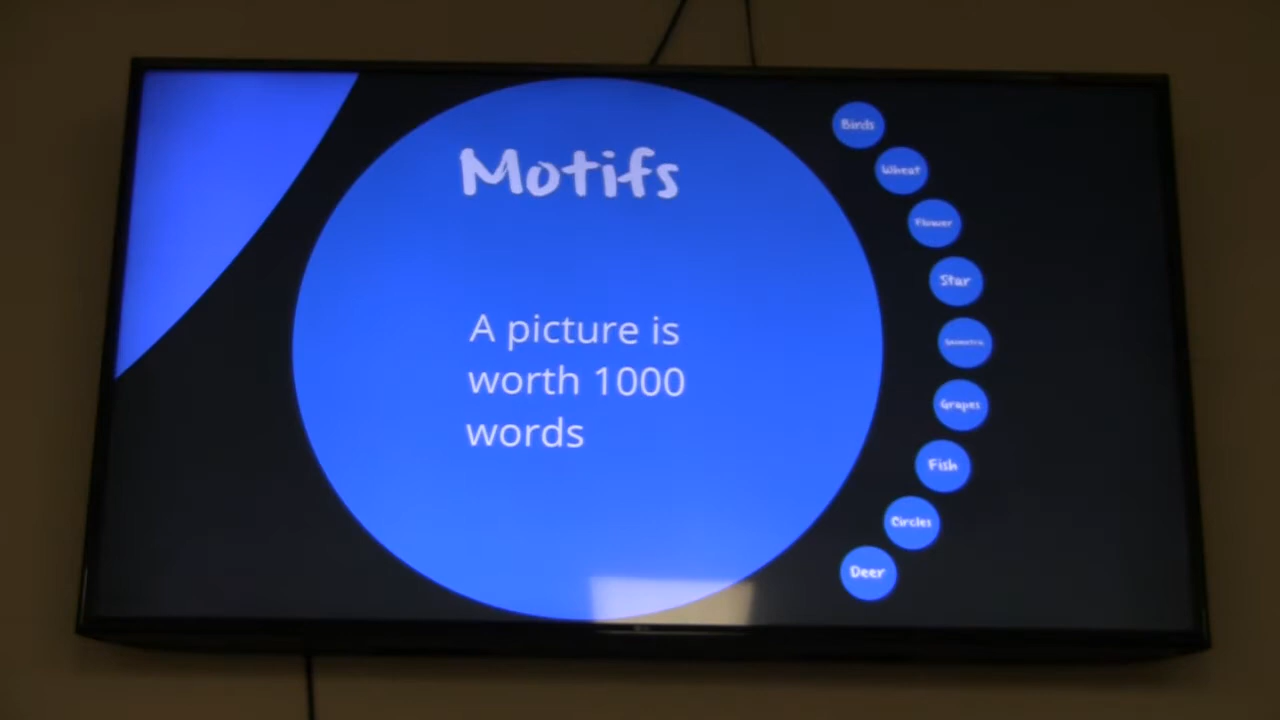 Motifs
A picture is
worth 1000
words
Birds
Wheat
Flower
Star
Grapes
Fish
Circles
Deer